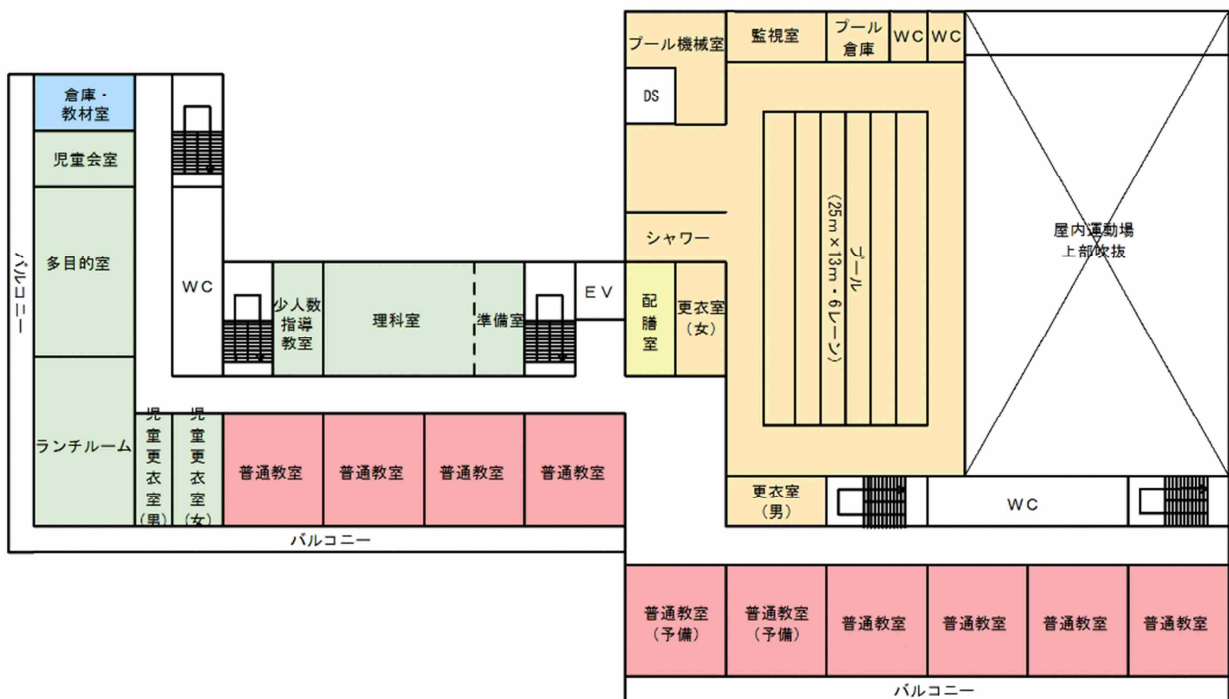 プール機械室
監視室
プール
倉庫
WC
WC
DS
倉庫・
教材室
児童会室
多目的室
バルコニー
WC
シャワー
プール
(25m×13m・6レーン)
屋内運動場
上部吹抜
少人数
指導
教室
理科室
準備室
EV
配膳室
更衣室
(女)
ランチルーム
児童更衣室(男)
児童更衣室(女)
普通教室
普通教室
普通教室
普通教室
更衣室
(男)
WC
バルコニー
普通教室
(予備)
普通教室
(予備)
普通教室
普通教室
普通教室
普通教室
バルコニー